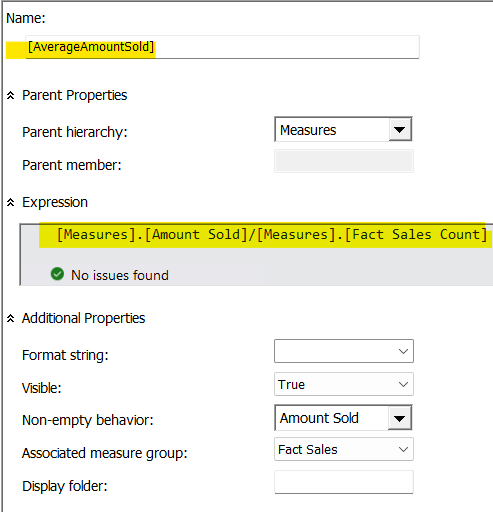 Name:
[AverageAmountSold]
Parent Properties
Parent hierarchy: Measures
Parent member:
Expression
[Measures].[Amount Sold]/[Measures].[Fact Sales Count]
No issues found
Additional Properties
Format string:
Visible: True
Non-empty behavior: Amount Sold
Associated measure group: Fact Sales
Display folder: